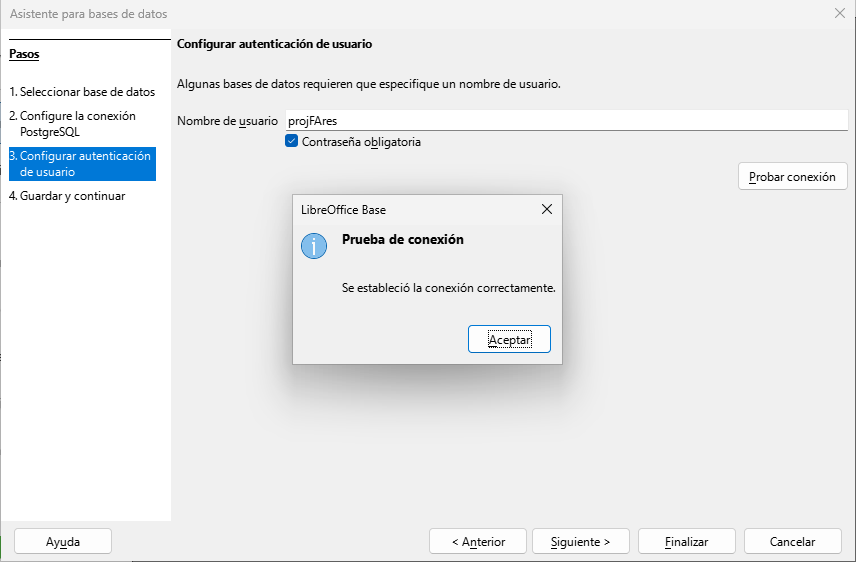 Asistente para bases de datos
Pasos
1. Seleccionar base de datos
2. Configure la conexión
PostgreSQL
3. Configurar autenticación
de usuario
4. Guardar y continuar
Configurar autenticación de usuario
Algunas bases de datos requieren que especifique un nombre de usuario.
Nombre de usuario projFAres
Contraseña obligatoria
Probar conexión
LibreOffice Base
Prueba de conexión
Se estableció la conexión correctamente.
Aceptar
Ayuda
< Anterior
Siguiente >
Finalizar
Cancelar